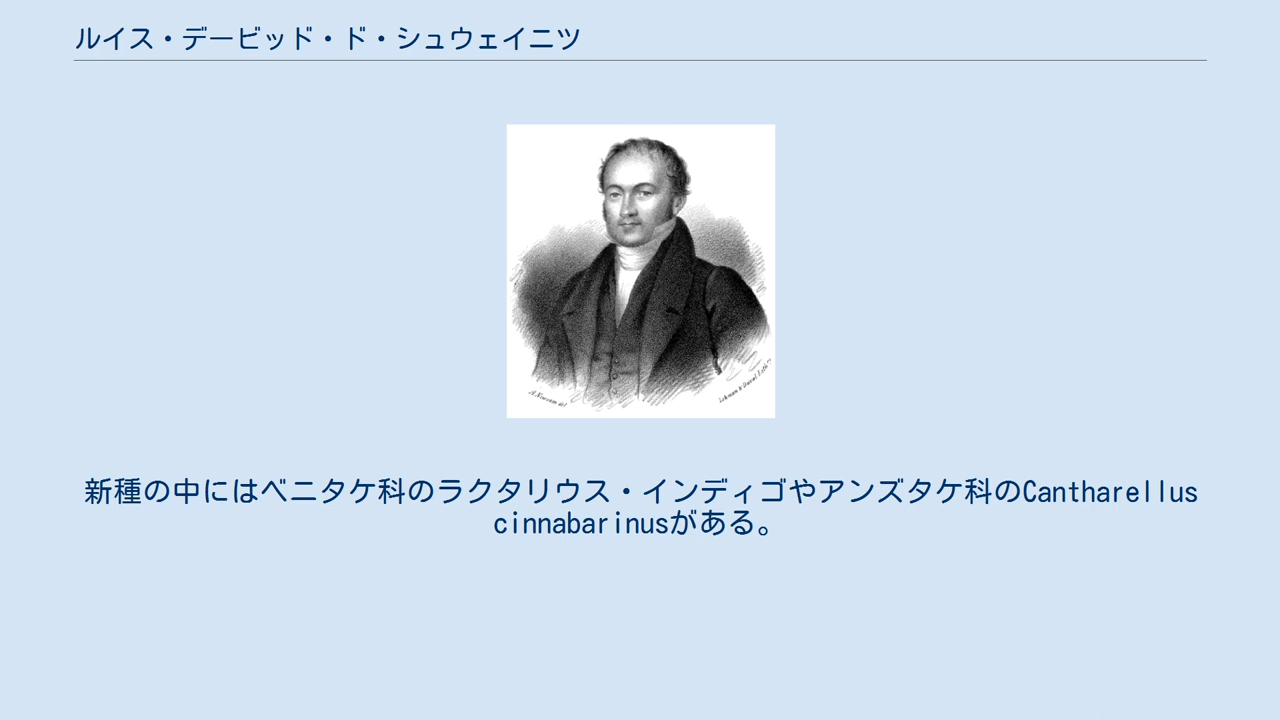 ルイス・デービッド・ド・シュウェイニツ
新種の中にはベニタケ科のラクタリウス・インディゴやアンズタケ科のCantharellus
cinnabarinusがある。